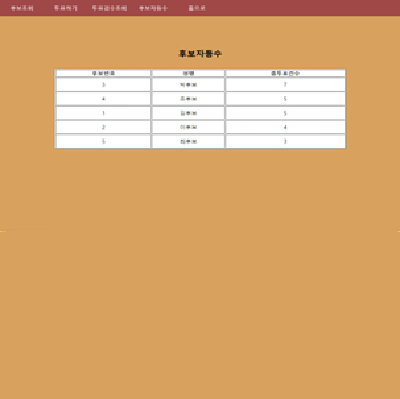 후보조회 투표하기 투표검수조회 후보자등수 홈으로
후보자등수
후보번호 성명 총투표건수
3 박후보 7
4 조후보 5
1 김후보 5
2 이후보 4
5 최후보 3